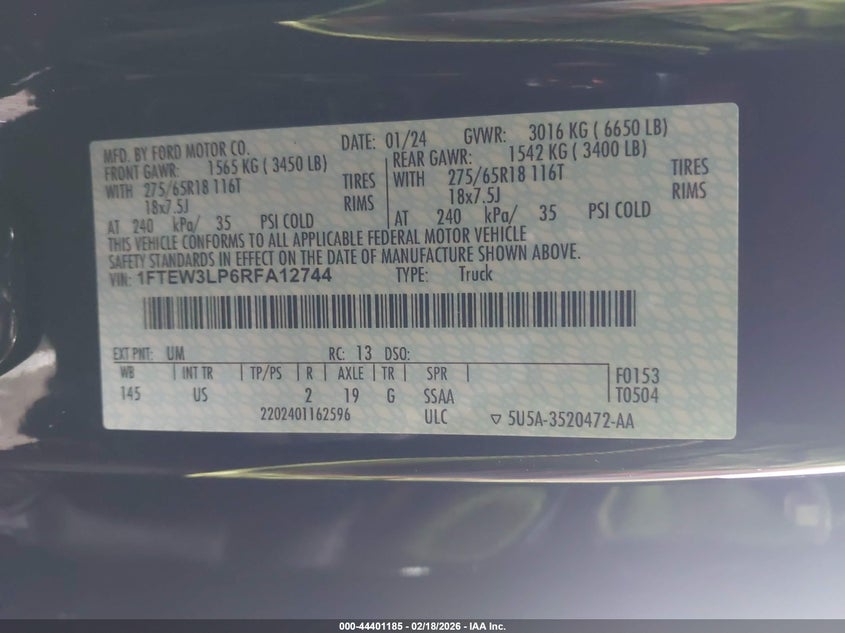 MFD. BY FORD MOTOR CO. DATE: 01/24 GVWR: 3016 KG ( 6650 LB)
FRONT GAWR: 1565 KG ( 3450 LB) REAR GAWR: 1542 KG ( 3400 LB)
WITH 275/65R18 116T TIRES WITH 275/65R18 116T TIRES
18x7.5J RIMS 18x7.5J RIMS
AT 240 kPa/ 35 PSI COLD AT 240 kPa/ 35 PSI COLD
THIS VEHICLE CONFORMS TO ALL APPLICABLE FEDERAL MOTOR VEHICLE
SAFETY STANDARDS IN EFFECT ON THE DATE OF MANUFACTURE SHOWN ABOVE.
VIN: 1FTEW3LP6RFA12744 TYPE: Truck
EXT PNT: UM RC: 13 DSO:
WB INT TR TP/PS R AXLE TR SPR F0153
145 US 2 19 G SSAA T0504
2202401162596 ULC ▽ 5U5A-3520472-AA
000-44401185 - 02/18/2026 - IAA Inc.